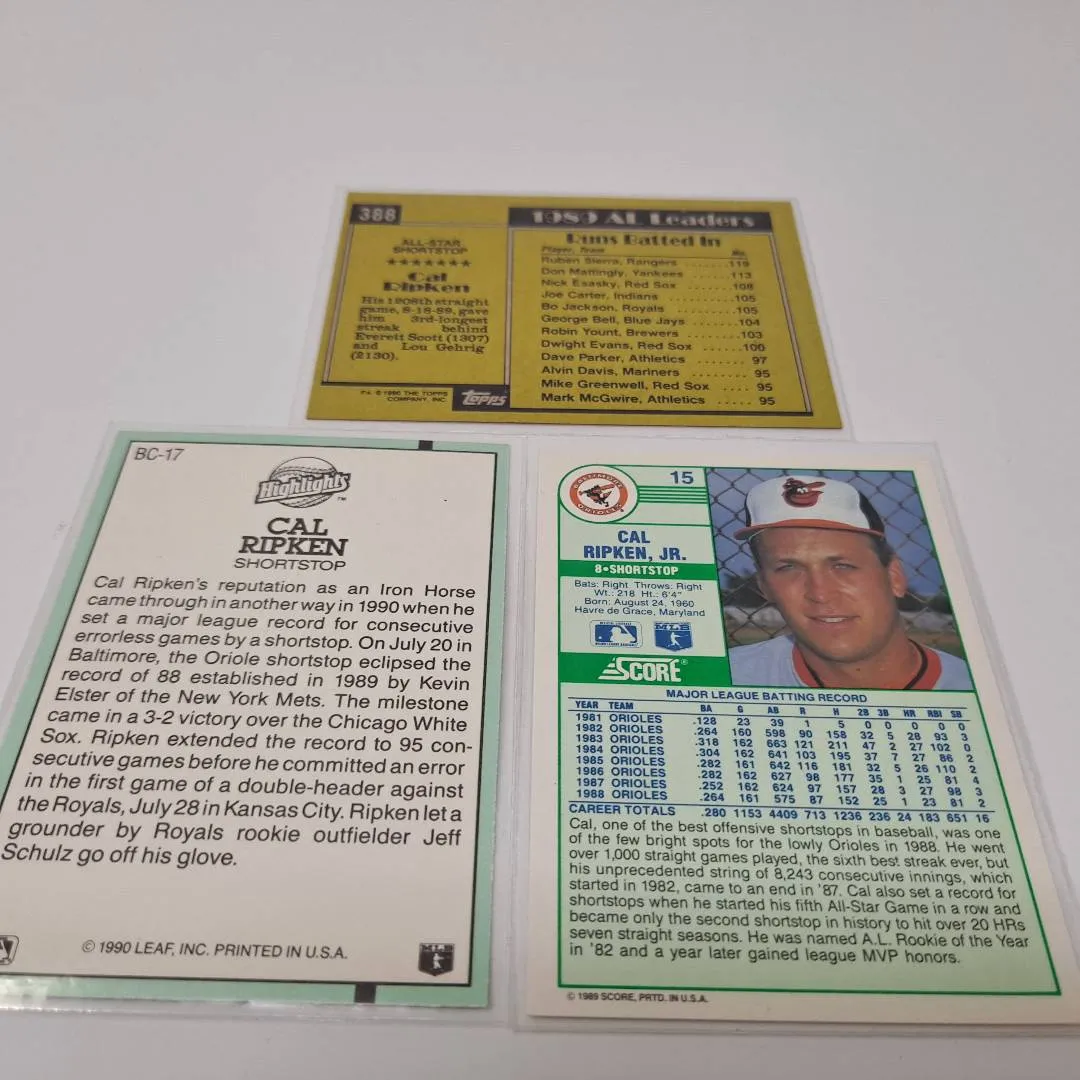 388
ALL-STAR
SHORTSTOP
Cal
Ripken
His 1208th straight
game, 8-18-89, gave
him 3rd-longest
streak behind
Everett Scott (1307)
and Lou Gehrig
(2130).
© 1990 THE TOPPS
COMPANY, INC.
Topps
1989 AL Leaders
Runs Batted In
Player, Team No.
Ruben Sierra, Rangers ....... 119
Don Mattingly, Yankees ...... 113
Nick Esasky, Red Sox ........ 108
Joe Carter, Indians .......... 105
Bo Jackson, Royals .......... 105
George Bell, Blue Jays ...... 104
Robin Yount, Brewers ....... 103
Dwight Evans, Red Sox ...... 100
Dave Parker, Athletics ....... 97
Alvin Davis, Mariners ........ 95
Mike Greenwell, Red Sox .... 95
Mark McGwire, Athletics ..... 95
BC-17
Highlights™
CAL
RIPKEN
SHORTSTOP
Cal Ripken's reputation as an Iron Horse
came through in another way in 1990 when he
set a major league record for consecutive
errorless games by a shortstop. On July 20 in
Baltimore, the Oriole shortstop eclipsed the
record of 88 established in 1989 by Kevin
Elster of the New York Mets. The milestone
came in a 3-2 victory over the Chicago White
Sox. Ripken extended the record to 95 con-
secutive games before he committed an error
in the first game of a double-header against
the Royals, July 28 in Kansas City. Ripken let a
grounder by Royals rookie outfielder Jeff
Schulz go off his glove.
© 1990 LEAF, INC. PRINTED IN U.S.A.
MLB
15
CAL
RIPKEN, JR.
8•SHORTSTOP
Bats: Right Throws: Right
Wt.: 218 Ht.: 6'4"
Born: August 24, 1960
Havre de Grace, Maryland
MLB
SCORE®
MAJOR LEAGUE BATTING RECORD
YEAR TEAM BA G AB R H 2B 3B HR RBI SB
1981 ORIOLES .128 23 39 1 5 0 0 0 0 0
1982 ORIOLES .264 160 598 90 158 32 5 28 93 3
1983 ORIOLES .318 162 663 121 211 47 2 27 102 0
1984 ORIOLES .304 162 641 103 195 37 7 27 86 2
1985 ORIOLES .282 161 642 116 181 32 5 26 110 2
1986 ORIOLES .282 162 627 98 177 35 1 25 81 4
1987 ORIOLES .252 162 624 97 157 28 3 27 98 3
1988 ORIOLES .264 161 575 87 152 25 1 23 81 2
CAREER TOTALS .280 1153 4409 713 1236 236 24 183 651 16
Cal, one of the best offensive shortstops in baseball, was one
of the few bright spots for the lowly Orioles in 1988. He went
over 1,000 straight games played, the sixth best streak ever, but
his unprecedented string of 8,243 consecutive innings, which
started in 1982, came to an end in '87. Cal also set a record for
shortstops when he started his fifth All-Star Game in a row and
became only the second shortstop in history to hit over 20 HRs
seven straight seasons. He was named A.L. Rookie of the Year
in '82 and a year later gained league MVP honors.
© 1989 SCORE, PRTD. IN U.S.A.